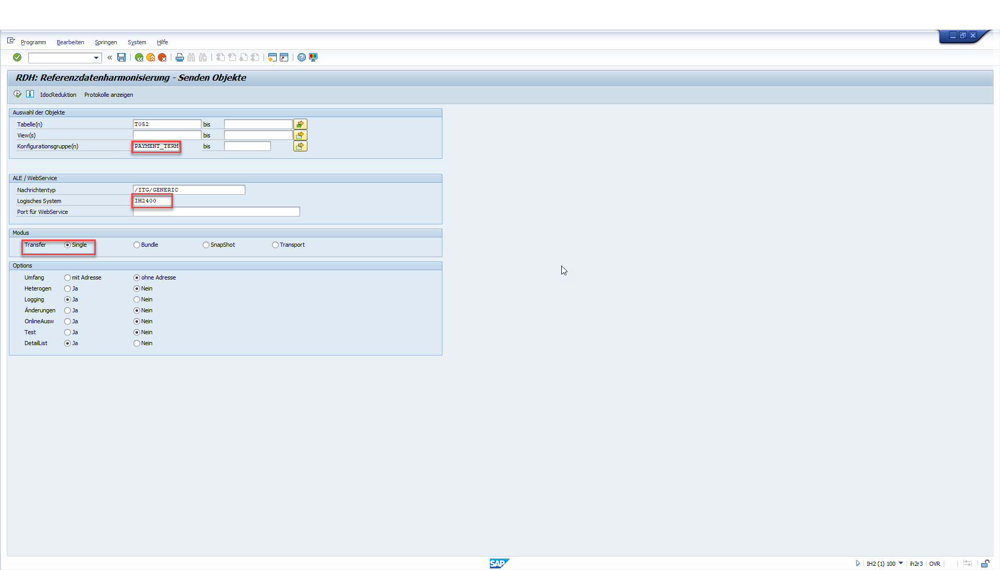 Programm Bearbeiten Springen System Hilfe
RDH: Referenzdatenharmonisierung - Senden Objekte
IdocReduktion Protokolle anzeigen
Auswahl der Objekte
Tabelle(n) T052 bis
View(s) bis
Konfigurationsgruppe(n) PAYMENT_TERM bis
ALE / WebService
Nachrichtentyp /ITG/GENERIC
Logisches System IH2400
Port für WebService
Modus
Transfer Single Bundle SnapShot Transport
Options
Umfang mit Adresse ohne Adresse
Heterogen Ja Nein
Logging Ja Nein
Änderungen Ja Nein
OnlineAusw Ja Nein
Test Ja Nein
DetailList Ja Nein
SAP IH2 (1) 100 ih2r3 OVR